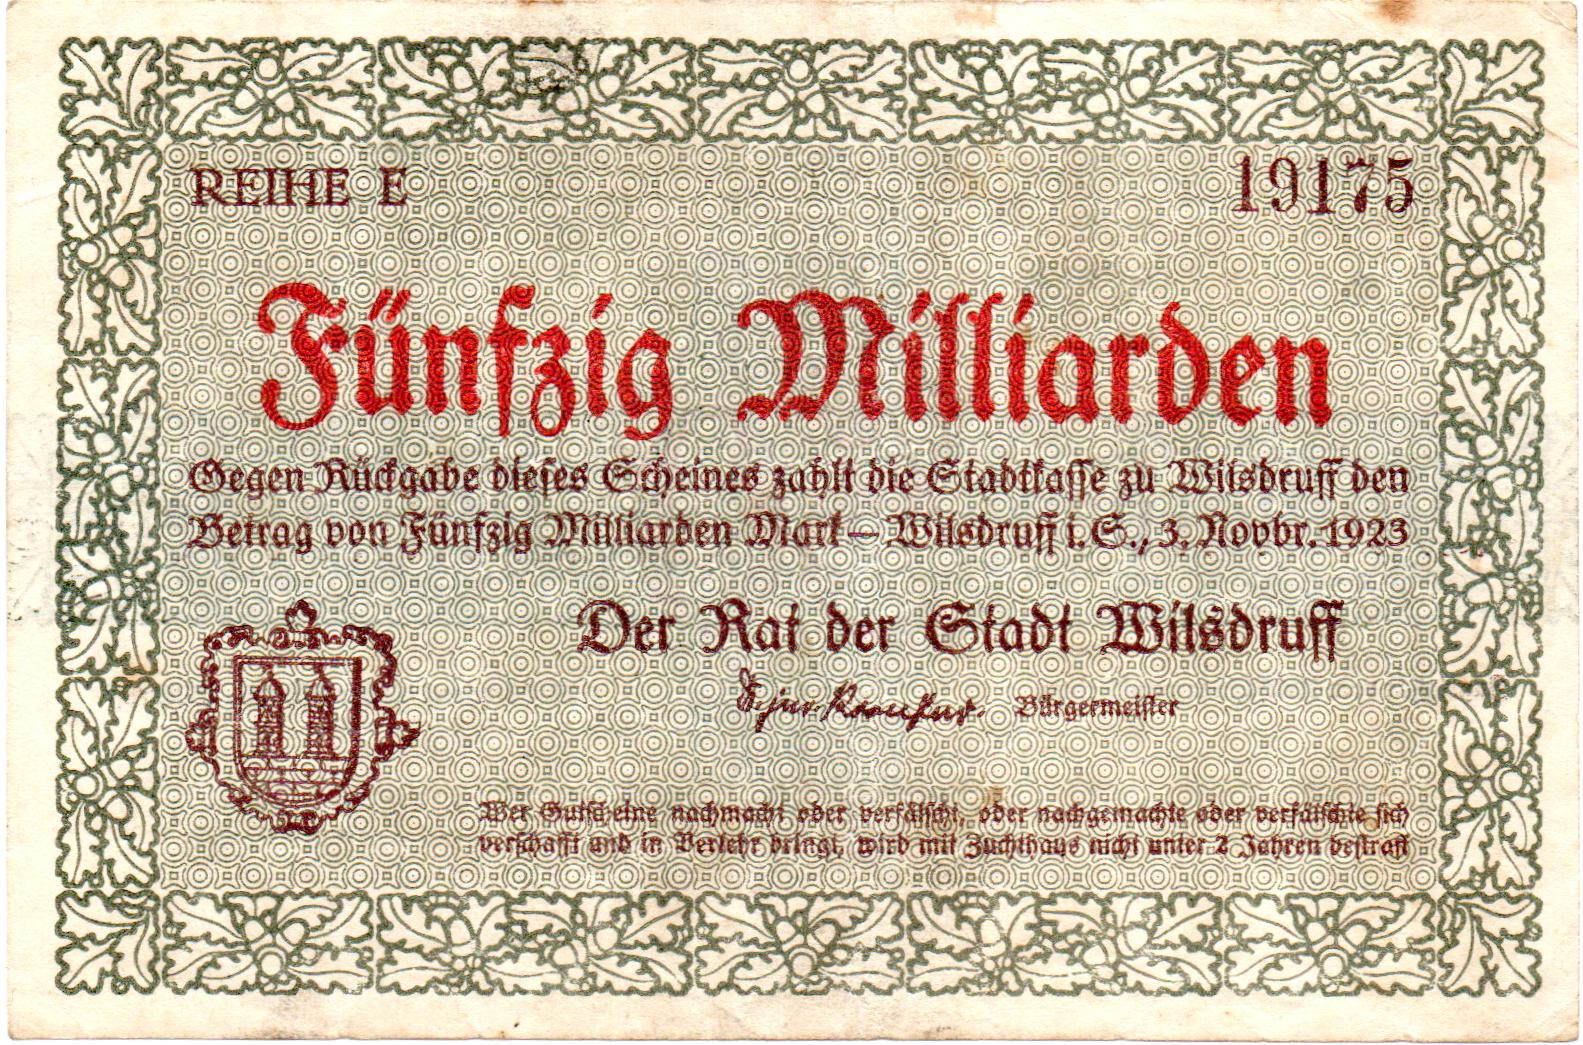 REIHE E 19175
Fünfzig Milliarden
Gegen Rückgabe dieses Scheines zahlt die Stadtkasse zu Wilsdruff den
Betrag von Fünfzig Milliarden Mark — Wilsdruff i. S., 3. Novbr. 1923
Der Rat der Stadt Wilsdruff
Bürgermeister
Wer Gutscheine nachmacht oder verfälscht, oder nachgemachte oder verfälschte sich
verschafft und in Verkehr bringt, wird mit Zuchthaus nicht unter 2 Jahren bestraft